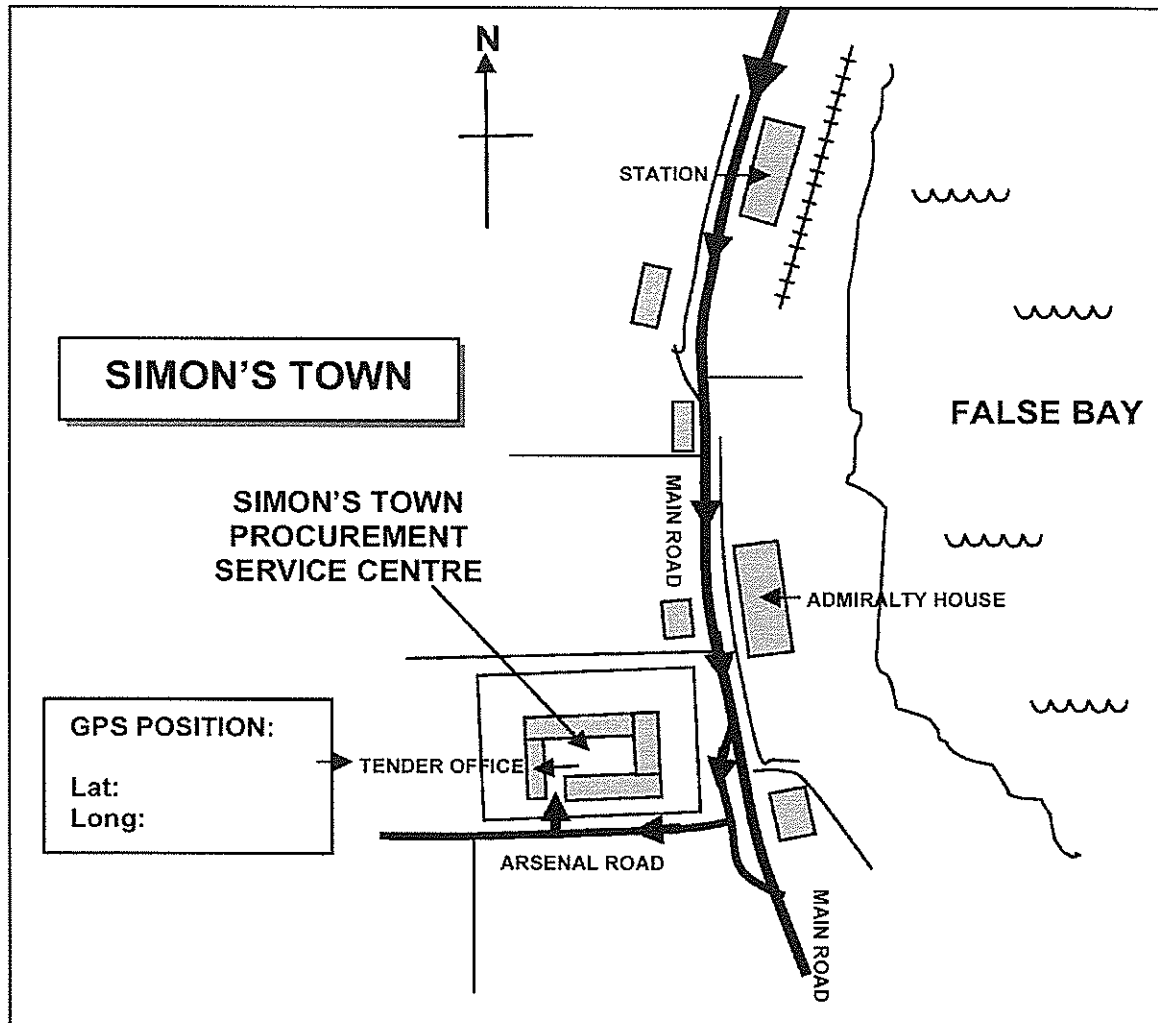 N
STATION
SIMON'S TOWN
FALSE BAY
SIMON'S TOWN
PROCUREMENT
SERVICE CENTRE
MAIN ROAD
ADMIRALTY HOUSE
GPS POSITION:
Lat:
Long:
TENDER OFFICE
ARSENAL ROAD
MAIN ROAD